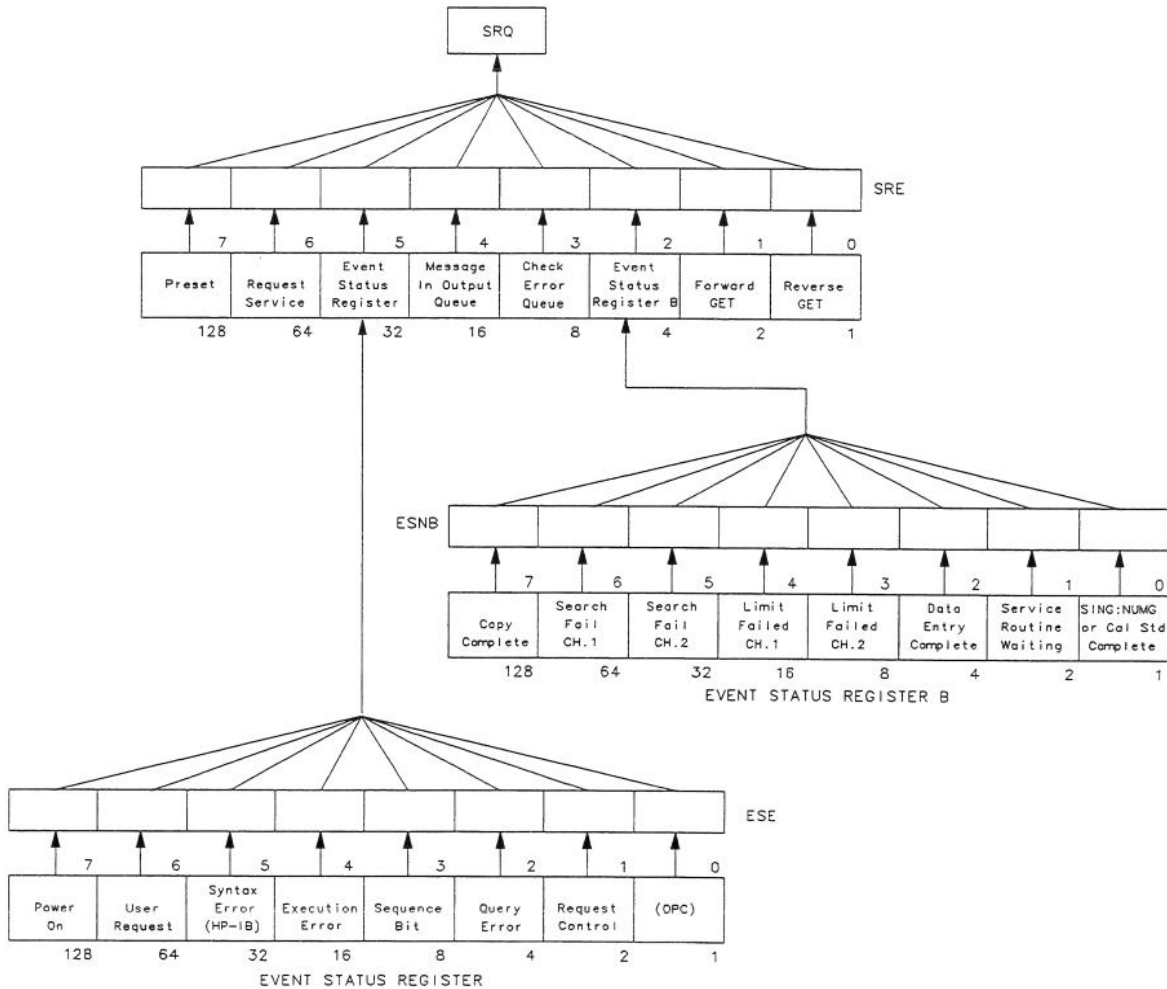 SRQ
SRE
7 6 5 4 3 2 1 0
Preset
Request
Service
Event
Status
Register
Message
In Output
Queue
Check
Error
Queue
Event
Status
Register B
Forward
GET
Reverse
GET
128 64 32 16 8 4 2 1
ESNB
7 6 5 4 3 2 1 0
Copy
Complete
Search
Fail
CH.1
Search
Fail
CH.2
Limit
Failed
CH.1
Limit
Failed
CH.2
Data
Entry
Complete
Service
Routine
Waiting
SING:NUMG
or Cal Std
Complete
128 64 32 16 8 4 2 1
EVENT STATUS REGISTER B
ESE
7 6 5 4 3 2 1 0
Power
On
User
Request
Syntax
Error
(HP-IB)
Execution
Error
Sequence
Bit
Query
Error
Request
Control
(OPC)
128 64 32 16 8 4 2 1
EVENT STATUS REGISTER